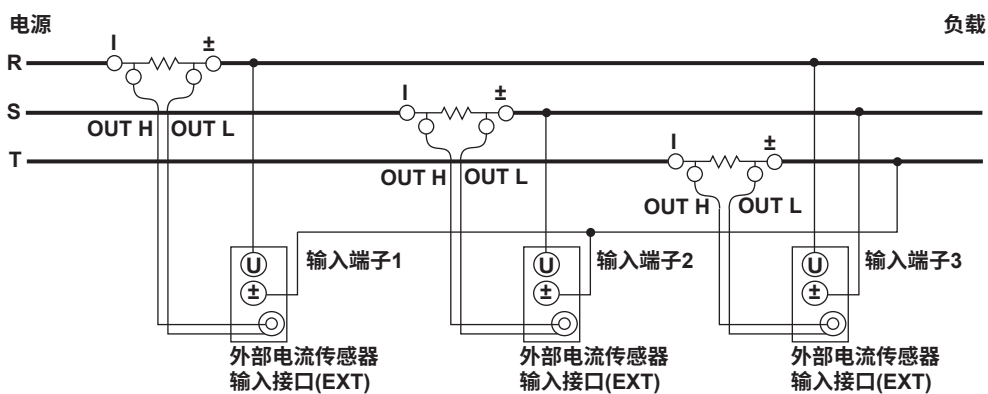 电源
负载
I
±
R
I
±
S
OUT H
OUT L
I
±
T
OUT H
OUT L
OUT H
OUT L
U
输入端子1
U
输入端子2
U
输入端子3
±
±
±
外部电流传感器
输入接口(EXT)
外部电流传感器
输入接口(EXT)
外部电流传感器
输入接口(EXT)